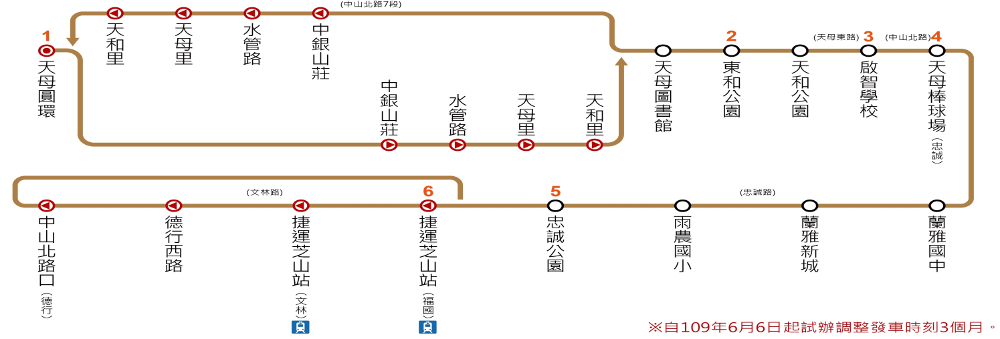 (中山北路7段)
天和里
天母里
水管路
中銀山莊
1
天母圓環
中銀山莊
水管路
天母里
天和里
天母圖書館
2
東和公園
天和公園
(天母東路)
3
啟智學校
(中山北路)
4
天母棒球場(忠誠)
(文林路)
中山北路口(德行)
德行西路
捷運芝山站(文林)
6
捷運芝山站(福國)
5
忠誠公園
雨農國小
(忠誠路)
蘭雅新城
蘭雅國中
※自109年6月6日起試辦調整發車時刻3個月。